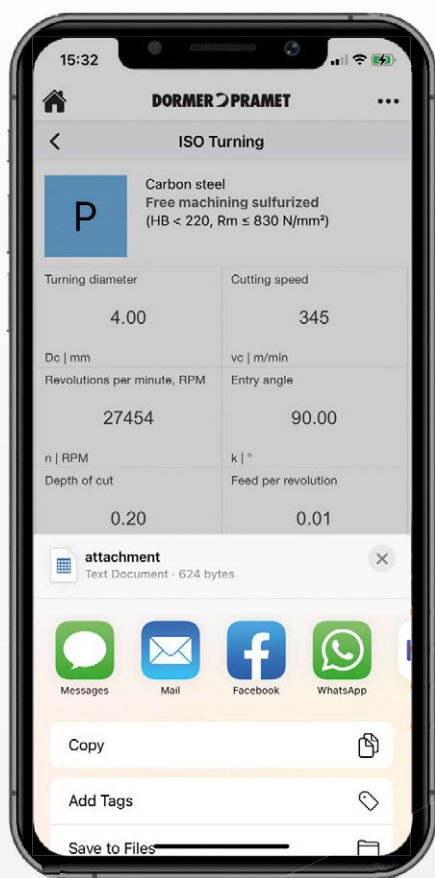 15:32
DORMER PRAMET
ISO Turning
P
Carbon steel
Free machining sulfurized
(HB < 220, Rm ≤ 830 N/mm²)
Turning diameter
Cutting speed
4.00
345
Dc | mm
vc | m/min
Revolutions per minute, RPM
Entry angle
27454
90.00
n | RPM
k | °
Depth of cut
Feed per revolution
0.20
0.01
attachment
Text Document - 624 bytes
Messages
Mail
Facebook
WhatsApp
Copy
Add Tags
Save to Files